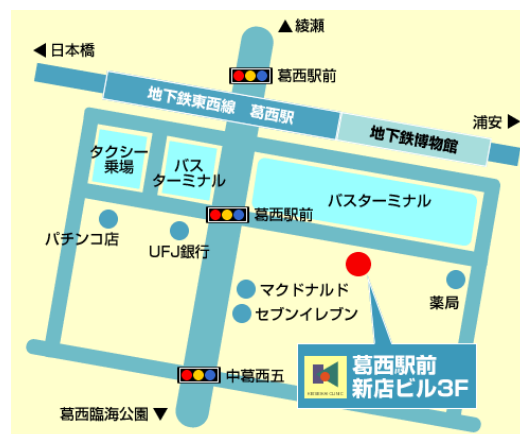 ▲綾瀬
◀日本橋
葛西駅前
地下鉄東西線 葛西駅
浦安▶
地下鉄博物館
タクシー
乗場
バス
ターミナル
バスターミナル
葛西駅前
パチンコ店
UFJ銀行
マクドナルド
薬局
セブンイレブン
葛西駅前
新店ビル3F
中葛西五
葛西臨海公園▼